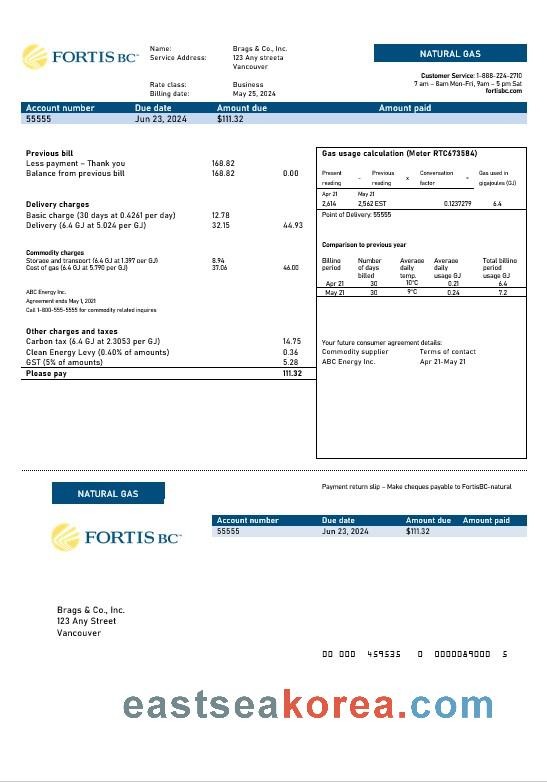 FORTIS BC™
Name: Brags & Co., Inc.
Service Address: 123 Any streeta
Vancouver
Rate class: Business
Billing date: May 25, 2024
NATURAL GAS
Customer Service: 1-888-224-2710
7 am – 8am Mon-Fri, 9am – 5 pm Sat
fortisbc.com
Account number Due date Amount due Amount paid
55555 Jun 23, 2024 $111.32
Previous bill
Less payment – Thank you 168.82
Balance from previous bill 168.82 0.00
Delivery charges
Basic charge (30 days at 0.4261 per day) 12.78
Delivery (6.4 GJ at 5.024 per GJ) 32.15 44.93
Commodity charges
Storage and transport (6.4 GJ at 1.397 per GJ) 8.94
Cost of gas (6.4 GJ at 5.790 per GJ) 37.06 46.00
ABC Energy Inc.
Agreement ends May 1, 2021
Call 1-800-555-5555 for commodity related inquires
Other charges and taxes
Carbon tax (6.4 GJ at 2.3053 per GJ) 14.75
Clean Energy Levy (0.40% of amounts) 0.36
GST (5% of amounts) 5.28
Please pay 111.32
Gas usage calculation (Meter RTC673584)
Present reading – Previous reading x Conversation factor = Gas used in gigajoules (GJ)
Apr 21 May 21
2,614 2,562 EST 0.1237279 6.4
Point of Delivery: 55555
Comparison to previous year
Billino period Number of days billed Average daily temp. Average daily usage GJ Total billino period usage GJ
Apr 21 30 10°C 0.21 6.4
May 21 30 9°C 0.24 7.2
Your future consumer agreement details:
Commodity supplier Terms of contact
ABC Energy Inc. Apr 21-May 21
NATURAL GAS
Payment return slip – Make cheques payable to FortisBC-natural
FORTIS BC™
Account number Due date Amount due Amount paid
55555 Jun 23, 2024 $111.32
Brags & Co., Inc.
123 Any Street
Vancouver
00 000 459535 0 0000089000 5
eastseakorea.com